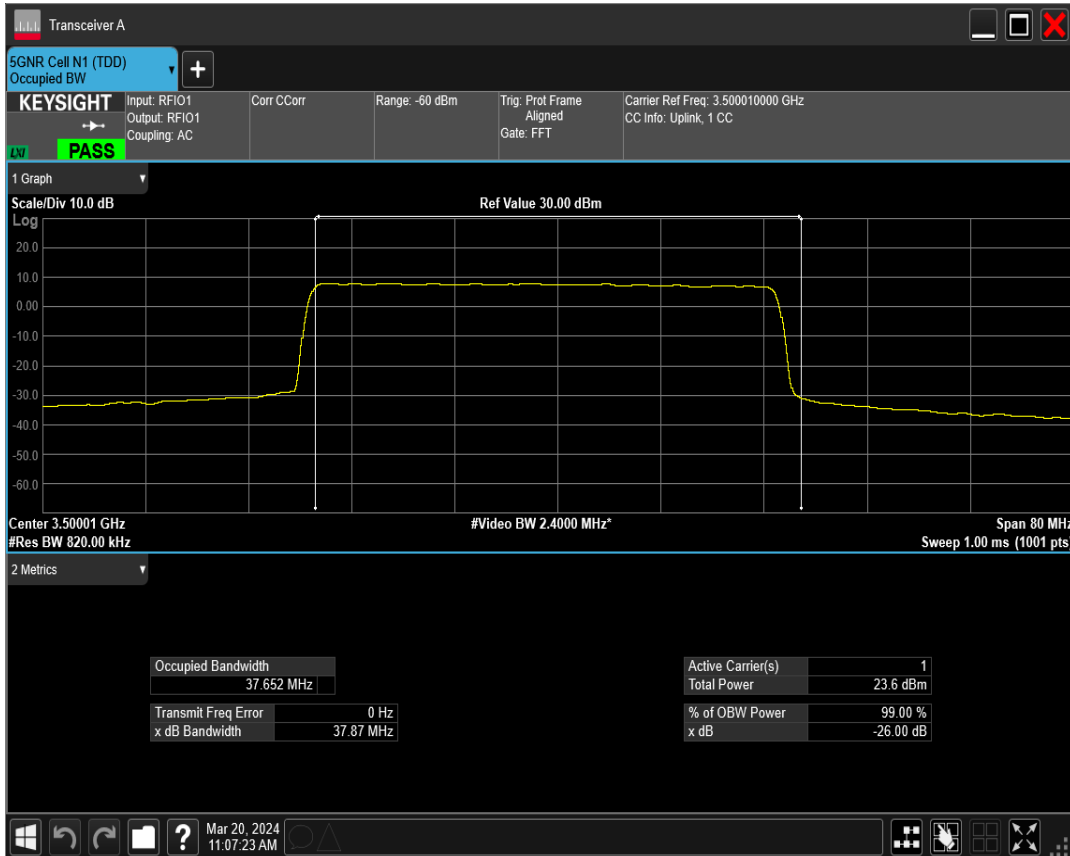 Transceiver A
5GNR Cell N1 (TDD)
Occupied BW
+
KEYSIGHT
LXI
PASS
Input: RFIO1
Output: RFIO1
Coupling: AC
Corr CCorr
Range: -60 dBm
Trig: Prot Frame
Aligned
Gate: FFT
Carrier Ref Freq: 3.500010000 GHz
CC Info: Uplink, 1 CC
1 Graph
Scale/Div 10.0 dB
Ref Value 30.00 dBm
Log
20.0
10.0
0.00
-10.0
-20.0
-30.0
-40.0
-50.0
-60.0
Center 3.50001 GHz
#Video BW 2.4000 MHz*
Span 80 MHz
#Res BW 820.00 kHz
Sweep 1.00 ms (1001 pts)
2 Metrics
Occupied Bandwidth
37.652 MHz
Transmit Freq Error 0 Hz
x dB Bandwidth 37.87 MHz
Active Carrier(s) 1
Total Power 23.6 dBm
% of OBW Power 99.00 %
x dB -26.00 dB
?
Mar 20, 2024
11:07:23 AM